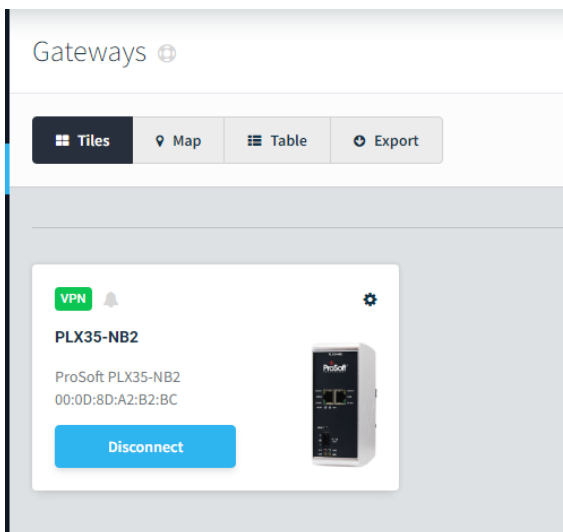 Gateways
Tiles
Map
Table
Export
VPN
PLX35-NB2
ProSoft PLX35-NB2
00:0D:8D:A2:B2:BC
Disconnect
ProSoft